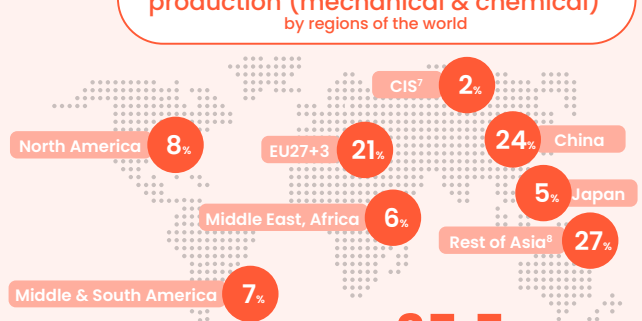 production (mechanical & chemical)
by regions of the world
CIS⁷ 2%
North America 8%
EU27+3 21%
24% China
5% Japan
Middle East, Africa 6%
Rest of Asia⁸ 27%
Middle & South America 7%